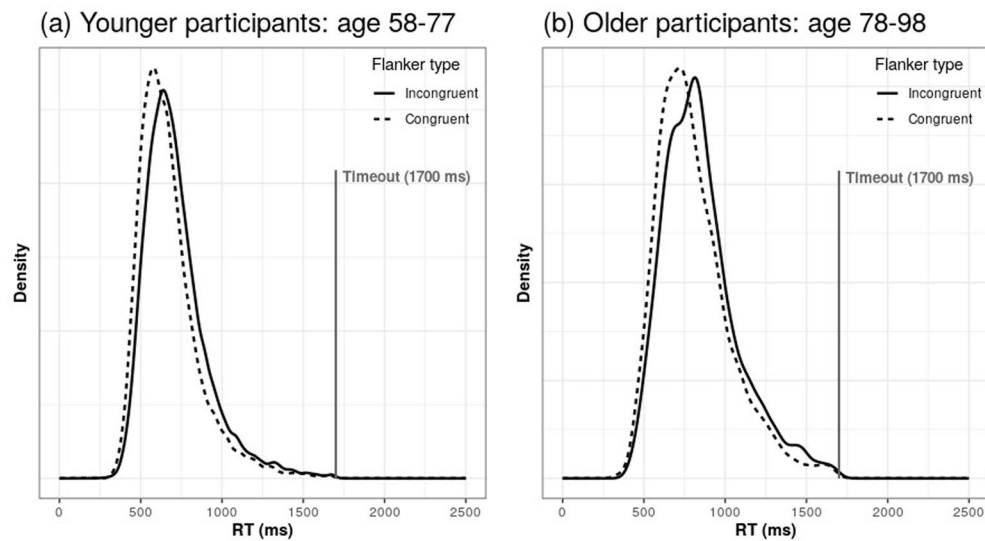 (a) Younger participants: age 58-77
Flanker type
Incongruent
Congruent
Timeout (1700 ms)
Density
0 500 1000 1500 2000 2500
RT (ms)
(b) Older participants: age 78-98
Flanker type
Incongruent
Congruent
Timeout (1700 ms)
Density
0 500 1000 1500 2000 2500
RT (ms)